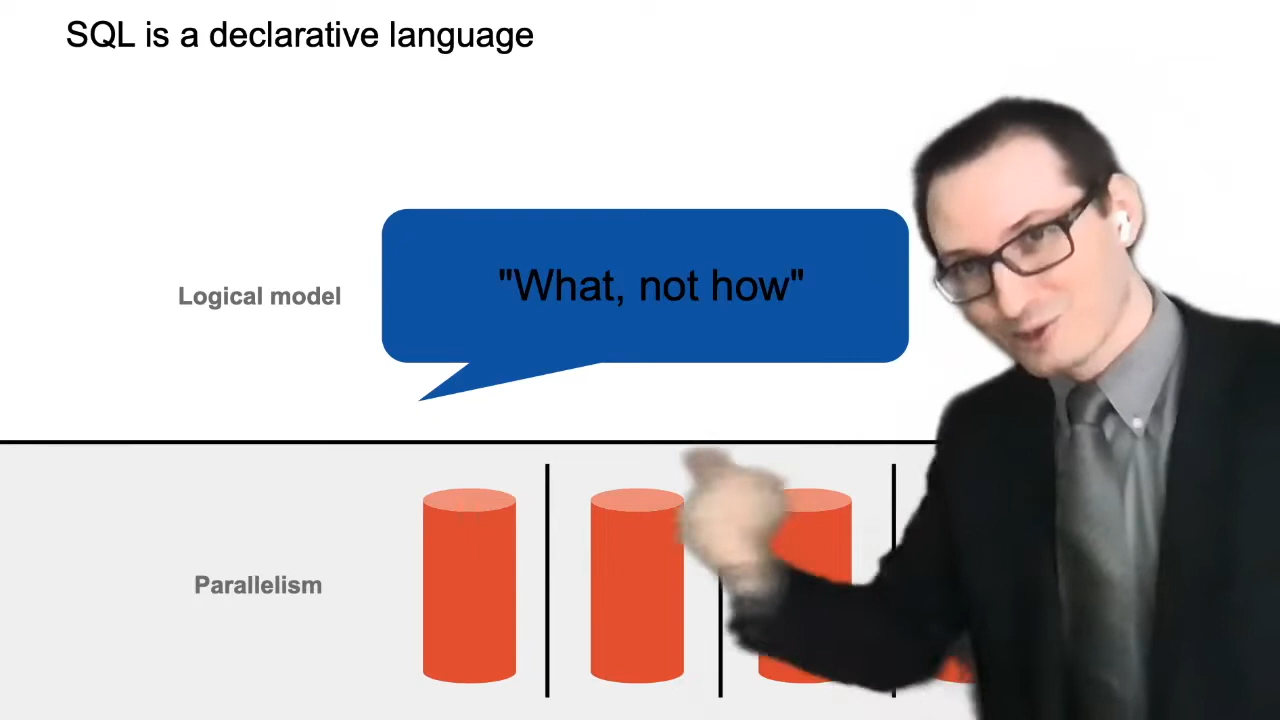 SQL is a declarative language
"What, not how"
Logical model
Parallelism